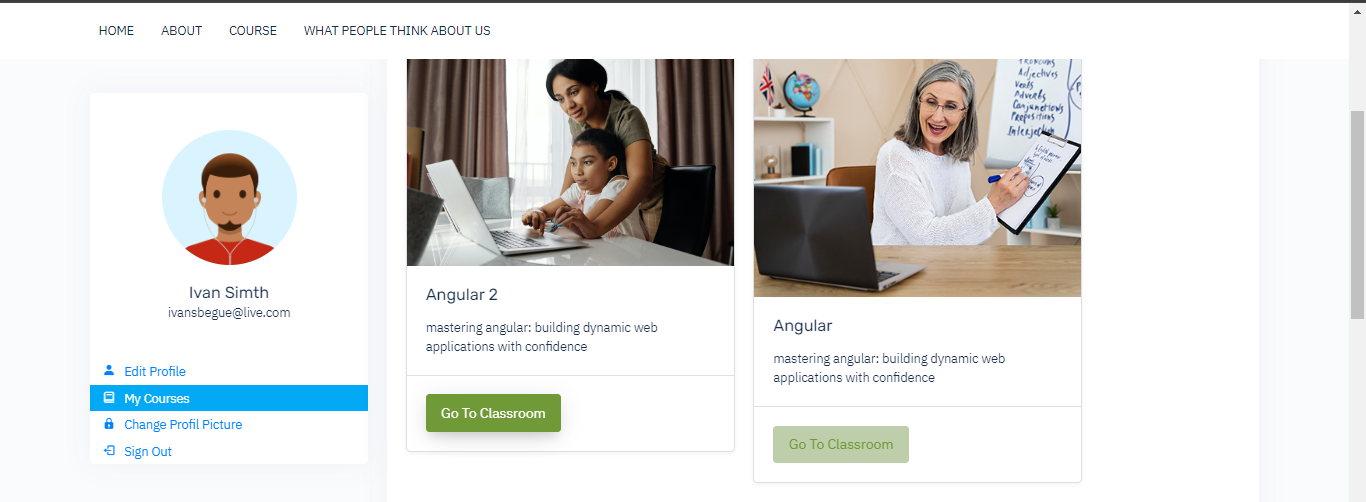 HOME ABOUT COURSE WHAT PEOPLE THINK ABOUT US
Ivan Simth
ivansbegue@live.com
Edit Profile
My Courses
Change Profil Picture
Sign Out
Angular 2
mastering angular: building dynamic web
applications with confidence
Go To Classroom
Adjectives
Verbs
Adverbs
Conjunctions
Prepositions
Interjection
Angular
mastering angular: building dynamic web
applications with confidence
Go To Classroom